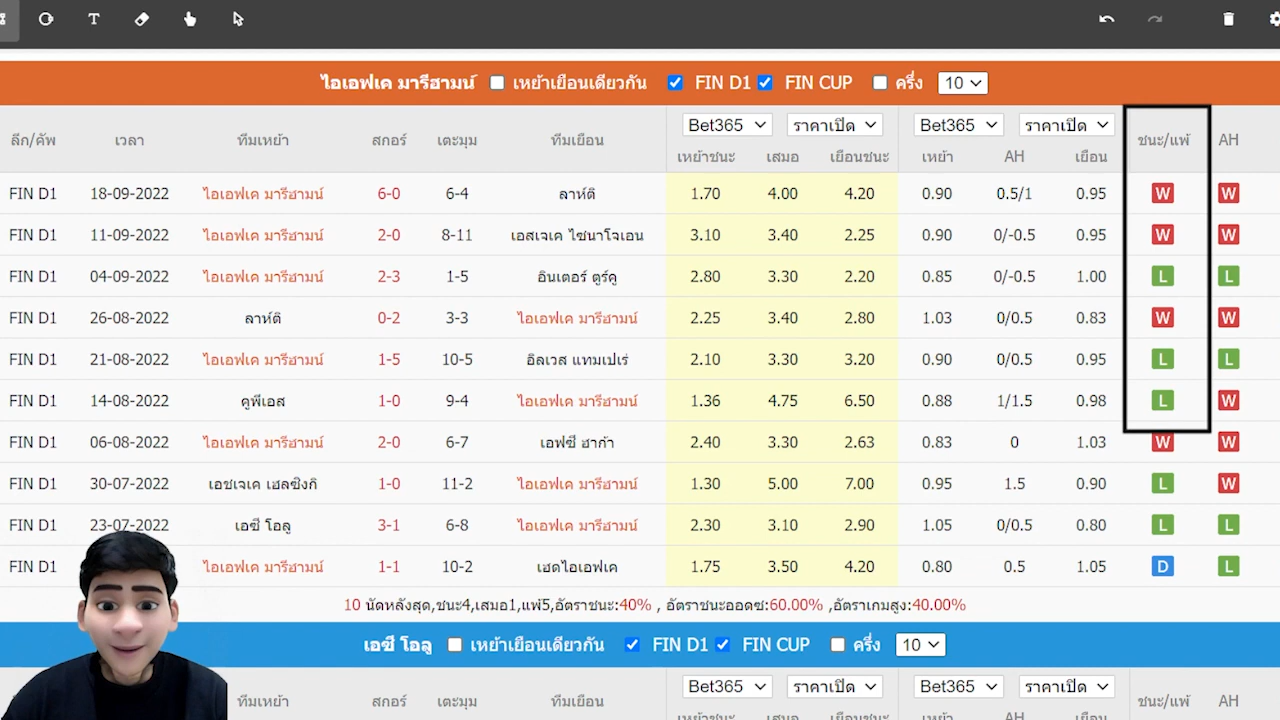 T
ไอเอฟเค มารีฮามน์ เหย้าเยือนเดียวกัน FIN D1 FIN CUP ครึ่ง 10
ลีก/คัพ เวลา ทีมเหย้า สกอร์ เตะมุม ทีมเยือน Bet365 ราคาเปิด Bet365 ราคาเปิด ชนะ/แพ้ AH
เหย้าชนะ เสมอ เยือนชนะ เหย้า AH เยือน
FIN D1 18-09-2022 ไอเอฟเค มารีฮามน์ 6-0 6-4 ลาห์ติ 1.70 4.00 4.20 0.90 0.5/1 0.95 W W
FIN D1 11-09-2022 ไอเอฟเค มารีฮามน์ 2-0 8-11 เอสเจเค ไซนาโจเอน 3.10 3.40 2.25 0.90 0/-0.5 0.95 W W
FIN D1 04-09-2022 ไอเอฟเค มารีฮามน์ 2-3 1-5 อินเตอร์ ตูร์คู 2.80 3.30 2.20 0.85 0/-0.5 1.00 L L
FIN D1 26-08-2022 ลาห์ติ 0-2 3-3 ไอเอฟเค มารีฮามน์ 2.25 3.40 2.80 1.03 0/0.5 0.83 W W
FIN D1 21-08-2022 ไอเอฟเค มารีฮามน์ 1-5 10-5 อิลเวส แทมเปเร่ 2.10 3.30 3.20 0.90 0/0.5 0.95 L L
FIN D1 14-08-2022 คูพีเอส 1-0 9-4 ไอเอฟเค มารีฮามน์ 1.36 4.75 6.50 0.88 1/1.5 0.98 L W
FIN D1 06-08-2022 ไอเอฟเค มารีฮามน์ 2-0 6-7 เอฟซี ฮาก้า 2.40 3.30 2.63 0.83 0 1.03 W W
FIN D1 30-07-2022 เอชเจเค เฮลซิงกิ 1-0 11-2 ไอเอฟเค มารีฮามน์ 1.30 5.00 7.00 0.95 1.5 0.90 L W
FIN D1 23-07-2022 เอซี โอลู 3-1 6-8 ไอเอฟเค มารีฮามน์ 2.30 3.10 2.90 1.05 0/0.5 0.80 L L
FIN D1 ไอเอฟเค มารีฮามน์ 1-1 10-2 เฮดไอเอฟเค 1.75 3.50 4.20 0.80 0.5 1.05 D L
10 นัดหลังสุด,ชนะ4,เสมอ1,แพ้5,อัตราชนะ:40% , อัตราชนะออดซ:60.00% ,อัตราเกมสูง:40.00%
เอซี โอลู เหย้าเยือนเดียวกัน FIN D1 FIN CUP ครึ่ง 10
ทีมเหย้า สกอร์ เตะมุม ทีมเยือน Bet365 ราคาเปิด Bet365 ราคาเปิด ชนะ/แพ้ AH
เหย้าชนะ เสมอ เยือนชนะ เหย้า AH เยือน